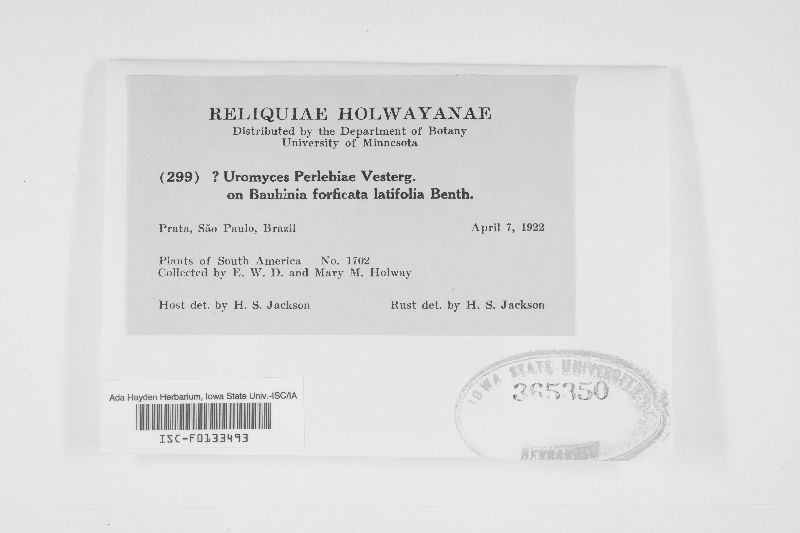 RELIQUIAE HOLWAYANAE
Distributed by the Department of Botany
University of Minnesota
(299) ? Uromyces Perlebiae Vesterg.
on Bauhinia forficata latifolia Benth.
Prata, São Paulo, Brazil April 7, 1922
Plants of South America No. 1702
Collected by E. W. D. and Mary M. Holway
Host det. by H. S. Jackson Rust det. by H. S. Jackson
IOWA STATE UNIVERSITY
365350
HERBARIUM
Ada Hayden Herbarium, Iowa State Univ.-ISC/IA
ISC-F0133493